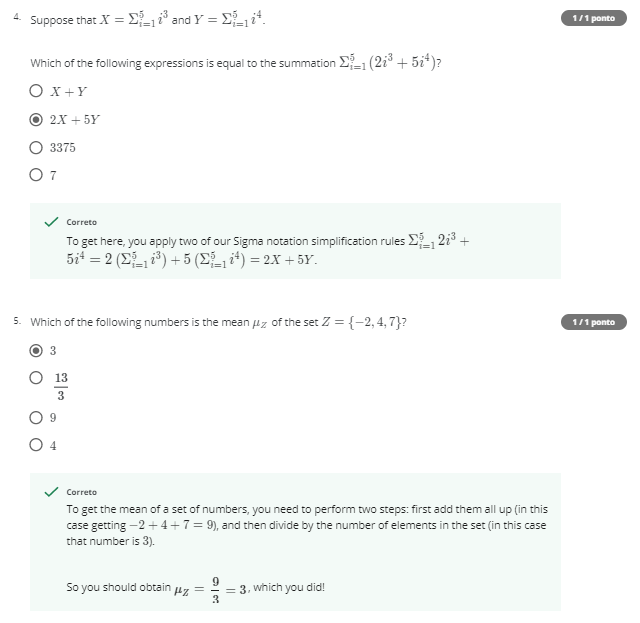 4. Suppose that X = Σ⁵ᵢ₌₁ i³ and Y = Σ⁵ᵢ₌₁ i⁴. 1 / 1 ponto
Which of the following expressions is equal to the summation Σ⁵ᵢ₌₁ (2i³ + 5i⁴)?
X + Y
2X + 5Y
3375
7
Correto
To get here, you apply two of our Sigma notation simplification rules Σ⁵ᵢ₌₁ 2i³ +
5i⁴ = 2 (Σ⁵ᵢ₌₁ i³) + 5 (Σ⁵ᵢ₌₁ i⁴) = 2X + 5Y.
5. Which of the following numbers is the mean μ_Z of the set Z = {−2, 4, 7}? 1 / 1 ponto
3
13
3
9
4
Correto
To get the mean of a set of numbers, you need to perform two steps: first add them all up (in this
case getting −2 + 4 + 7 = 9), and then divide by the number of elements in the set (in this case
that number is 3).
So you should obtain μ_Z = 9/3 = 3, which you did!